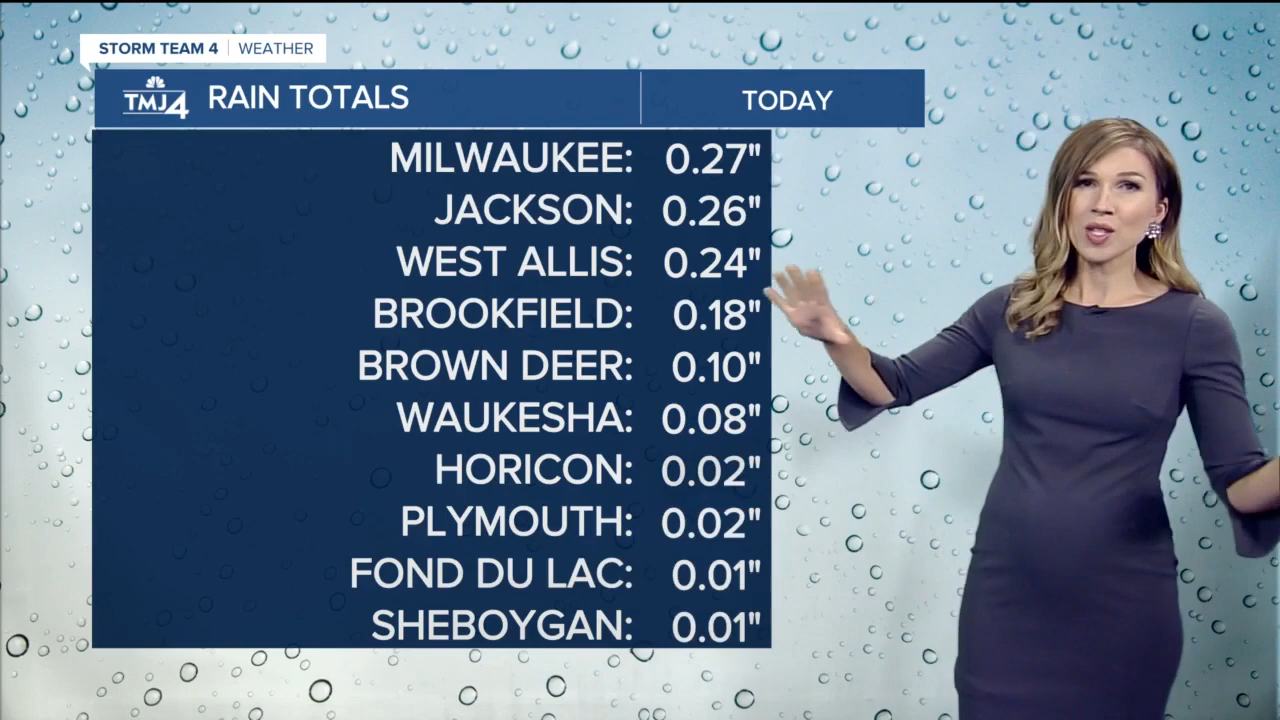 STORM TEAM 4 | WEATHER
TMJ4 RAIN TOTALS TODAY
MILWAUKEE: 0.27"
JACKSON: 0.26"
WEST ALLIS: 0.24"
BROOKFIELD: 0.18"
BROWN DEER: 0.10"
WAUKESHA: 0.08"
HORICON: 0.02"
PLYMOUTH: 0.02"
FOND DU LAC: 0.01"
SHEBOYGAN: 0.01"